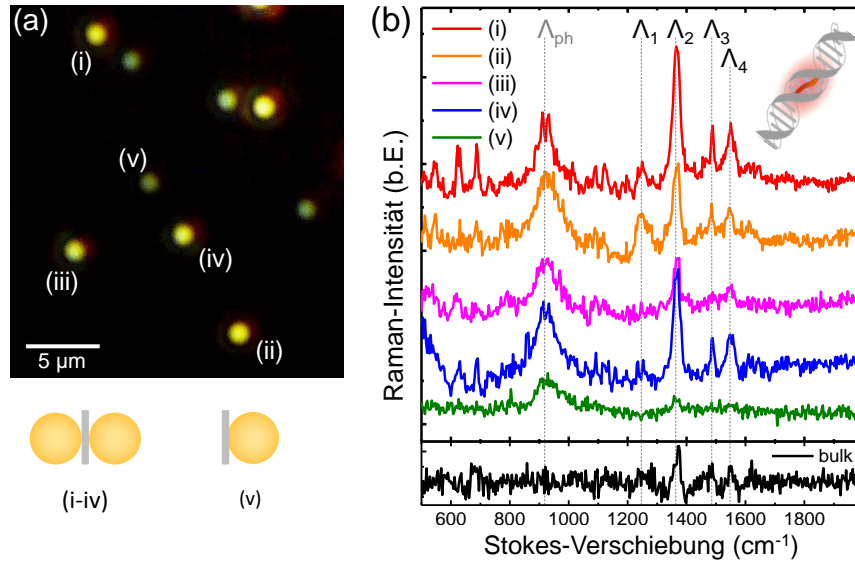 (a)
(i)
(v)
(iii)
(iv)
(ii)
5 µm
(i-iv)
(v)
(b)
(i)
(ii)
(iii)
(iv)
(v)
Λph
Λ1
Λ2
Λ3
Λ4
Raman-Intensität (b.E.)
bulk
600 800 1000 1200 1400 1600 1800
Stokes-Verschiebung (cm-1)